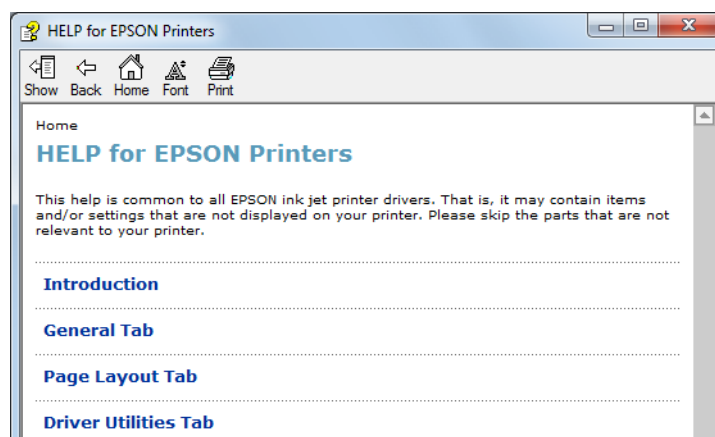 HELP for EPSON Printers
Show Back Home Font Print
Home
HELP for EPSON Printers
This help is common to all EPSON ink jet printer drivers. That is, it may contain items
and/or settings that are not displayed on your printer. Please skip the parts that are not
relevant to your printer.
Introduction
General Tab
Page Layout Tab
Driver Utilities Tab